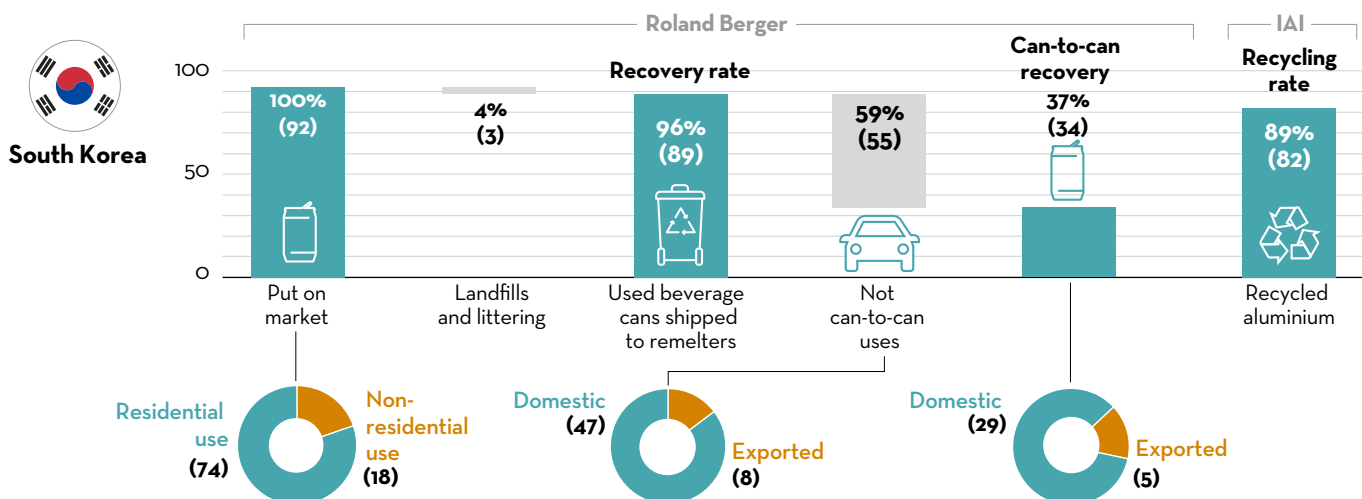 Roland Berger
IAI
South Korea
100
50
0
Recovery rate
Can-to-can
recovery
Recycling
rate
100%
(92)
4%
(3)
96%
(89)
59%
(55)
37%
(34)
89%
(82)
Put on
market
Landfills
and littering
Used beverage
cans shipped
to remelters
Not
can-to-can
uses
Recycled
aluminium
Residential
use
(74)
Non-
residential
use
(18)
Domestic
(47)
Exported
(8)
Domestic
(29)
Exported
(5)